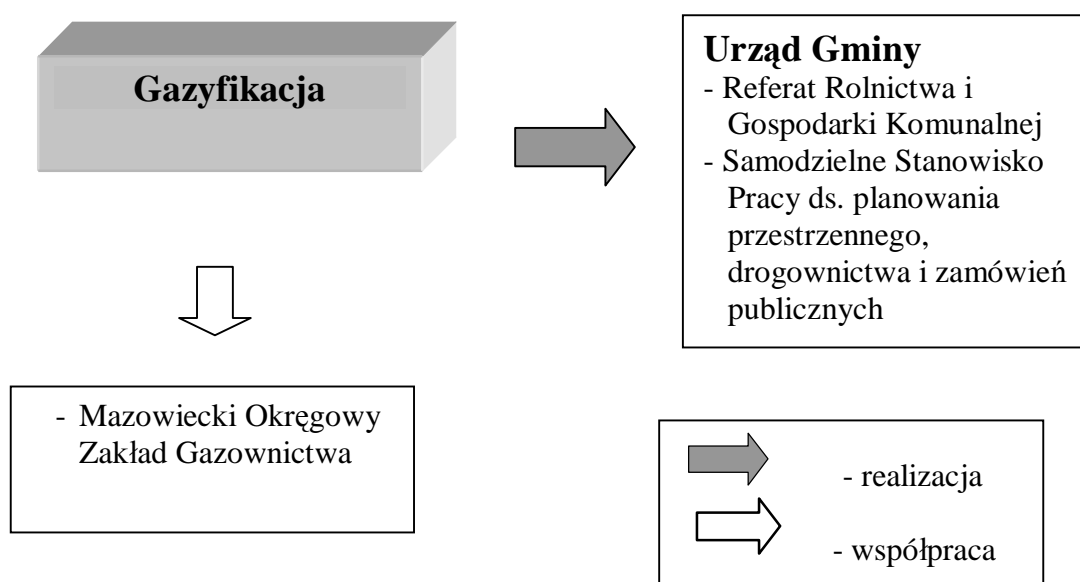 Gazyfikacja
Urząd Gminy
- Referat Rolnictwa i
Gospodarki Komunalnej
- Samodzielne Stanowisko
Pracy ds. planowania
przestrzennego,
drogownictwa i zamówień
publicznych
- Mazowiecki Okręgowy
Zakład Gazownictwa
- realizacja
- współpraca